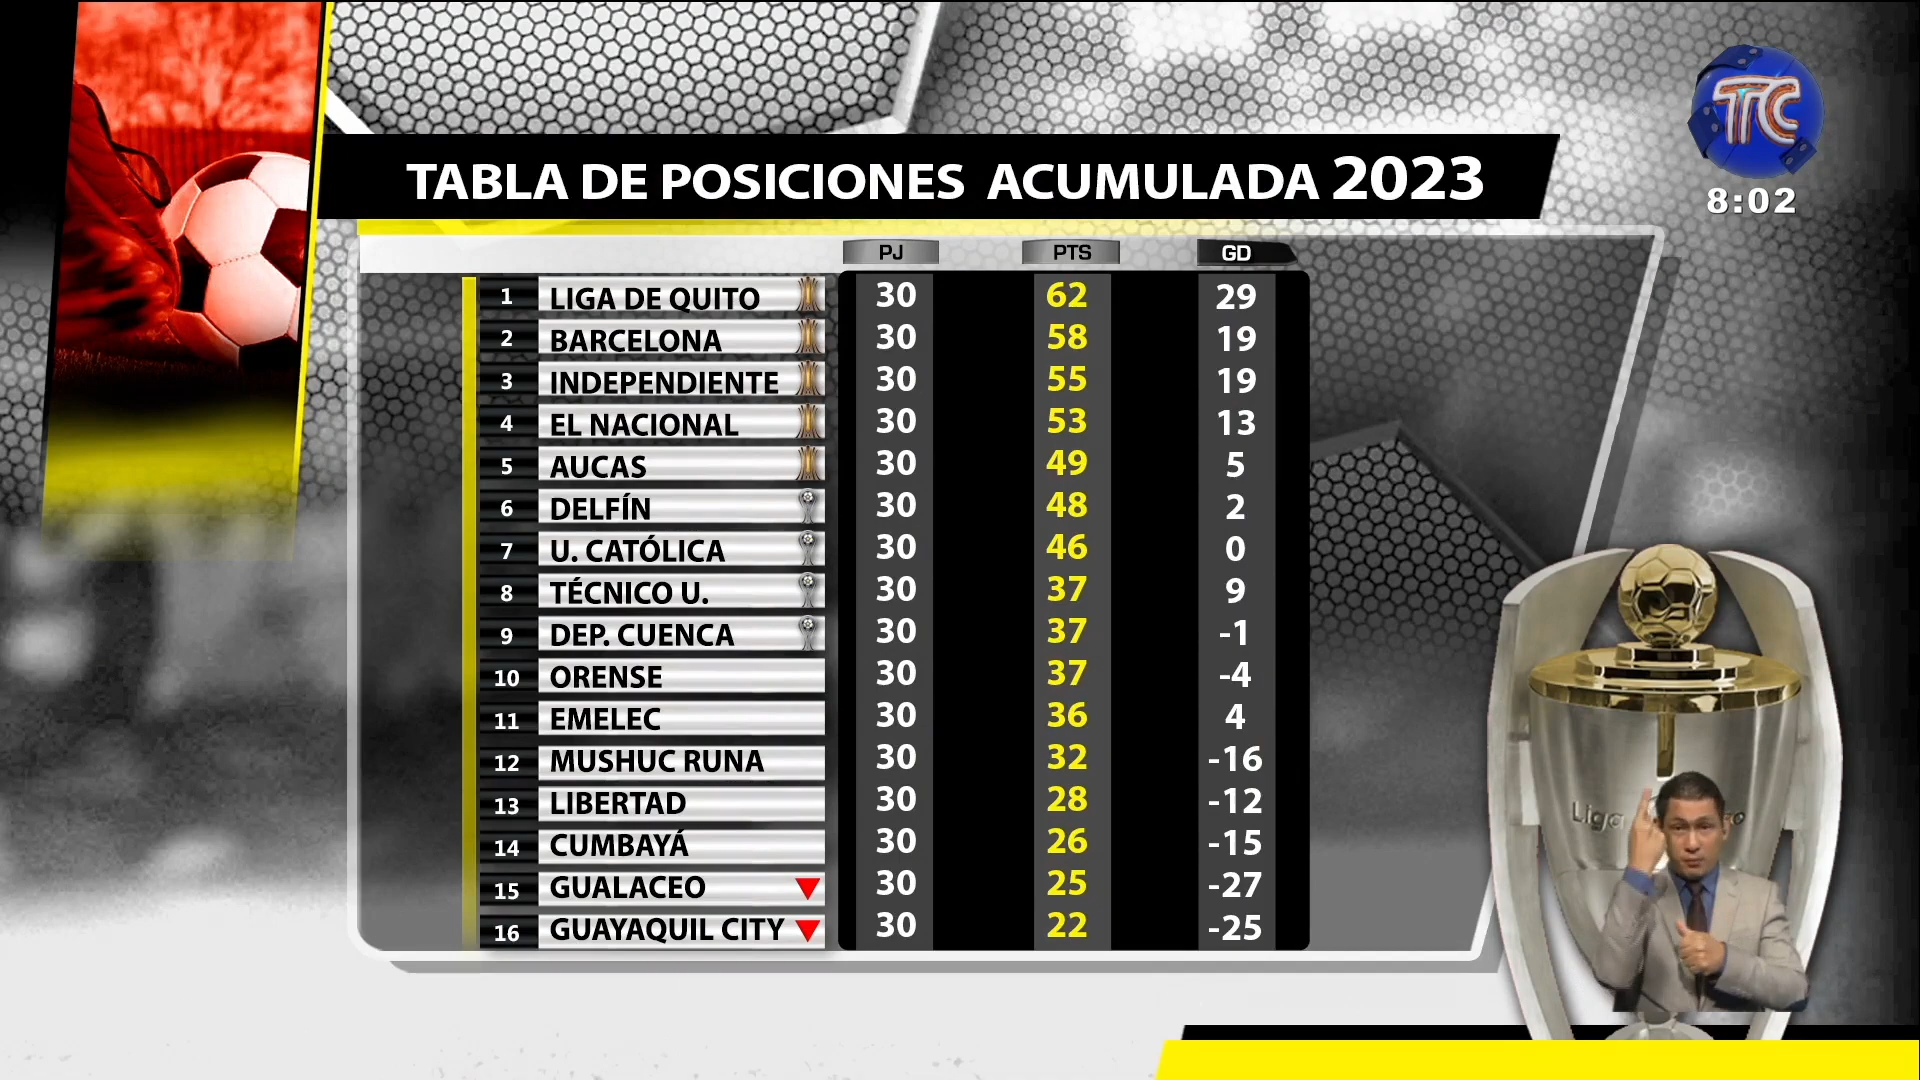 TC
8:02
TABLA DE POSICIONES ACUMULADA 2023
PJ PTS GD
1 LIGA DE QUITO 30 62 29
2 BARCELONA 30 58 19
3 INDEPENDIENTE 30 55 19
4 EL NACIONAL 30 53 13
5 AUCAS 30 49 5
6 DELFÍN 30 48 2
7 U. CATÓLICA 30 46 0
8 TÉCNICO U. 30 37 9
9 DEP. CUENCA 30 37 -1
10 ORENSE 30 37 -4
11 EMELEC 30 36 4
12 MUSHUC RUNA 30 32 -16
13 LIBERTAD 30 28 -12
14 CUMBAYÁ 30 26 -15
15 GUALACEO 30 25 -27
16 GUAYAQUIL CITY 30 22 -25
Liga